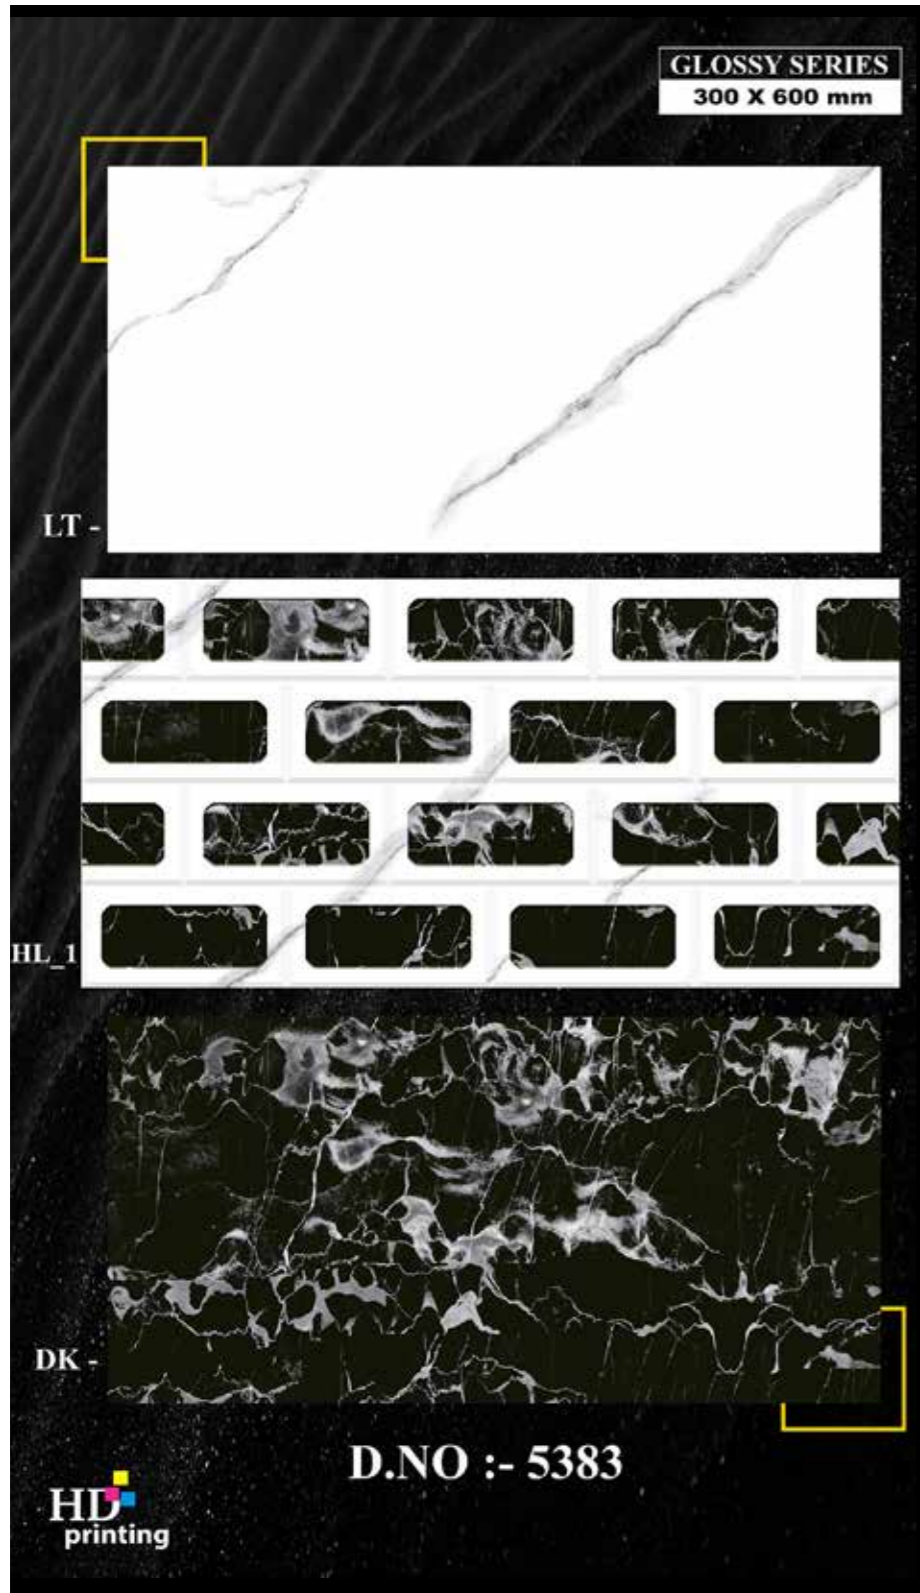 GLOSSY SERIES
300 X 600 mm
LT -
HL_1
DK -
D.NO :- 5383
HD
printing